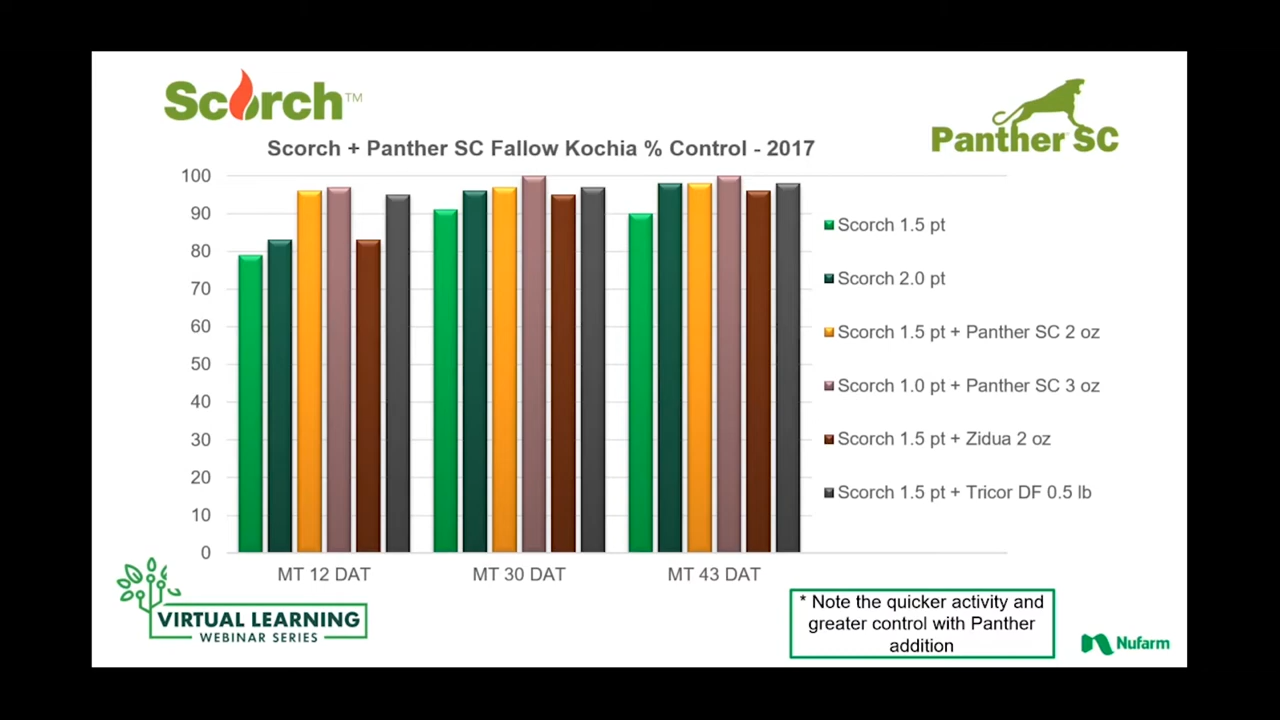 Scorch™
Panther SC
Scorch + Panther SC Fallow Kochia % Control - 2017
100
90
80
70
60
50
40
30
20
10
0
MT 12 DAT
MT 30 DAT
MT 43 DAT
Scorch 1.5 pt
Scorch 2.0 pt
Scorch 1.5 pt + Panther SC 2 oz
Scorch 1.0 pt + Panther SC 3 oz
Scorch 1.5 pt + Zidua 2 oz
Scorch 1.5 pt + Tricor DF 0.5 lb
VIRTUAL LEARNING
WEBINAR SERIES
* Note the quicker activity and
greater control with Panther
addition
Nufarm